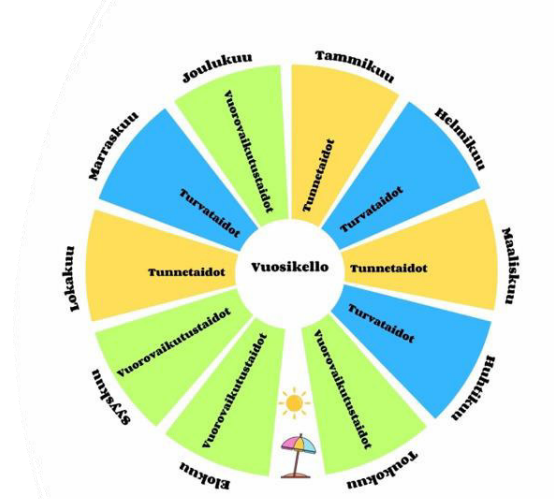 Tammikuu
Tunnetaidot
Helmikuu
Turvataidot
Maaliskuu
Tunnetaidot
Huhtikuu
Turvataidot
Toukokuu
Vuorovaikutustaidot
Elokuu
Vuorovaikutustaidot
Syyskuu
Vuorovaikutustaidot
Lokakuu
Tunnetaidot
Marraskuu
Turvataidot
Joulukuu
Vuorovaikutustaidot
Vuosikello